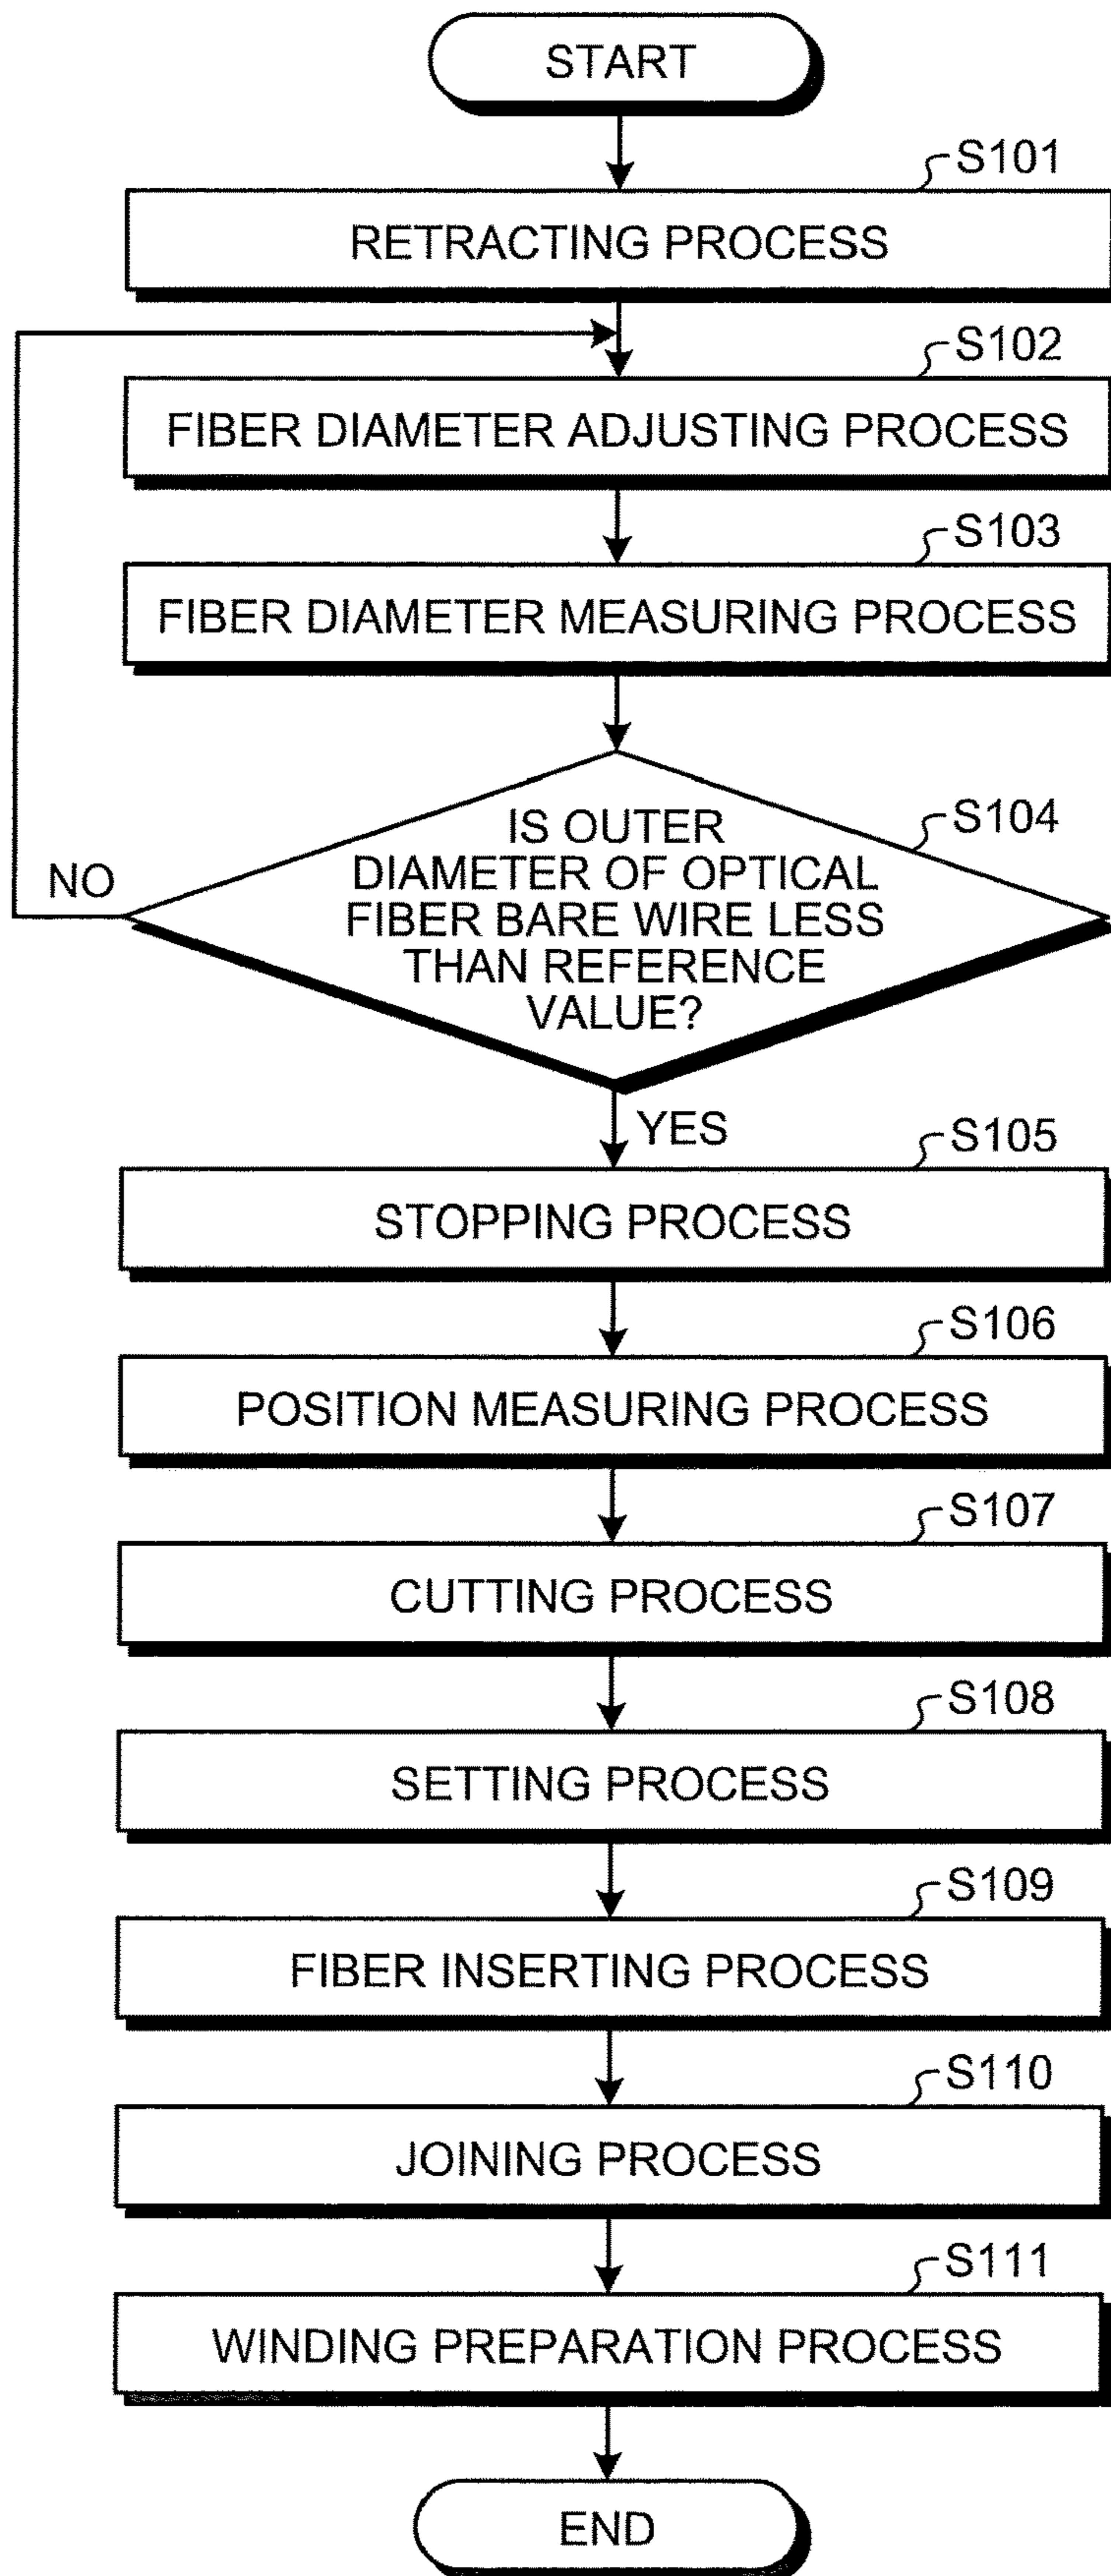 START
S101
RETRACTING PROCESS
S102
FIBER DIAMETER ADJUSTING PROCESS
S103
FIBER DIAMETER MEASURING PROCESS
S104
IS OUTER
DIAMETER OF OPTICAL
FIBER BARE WIRE LESS
THAN REFERENCE
VALUE?
NO
YES
S105
STOPPING PROCESS
S106
POSITION MEASURING PROCESS
S107
CUTTING PROCESS
S108
SETTING PROCESS
S109
FIBER INSERTING PROCESS
S110
JOINING PROCESS
S111
WINDING PREPARATION PROCESS
END